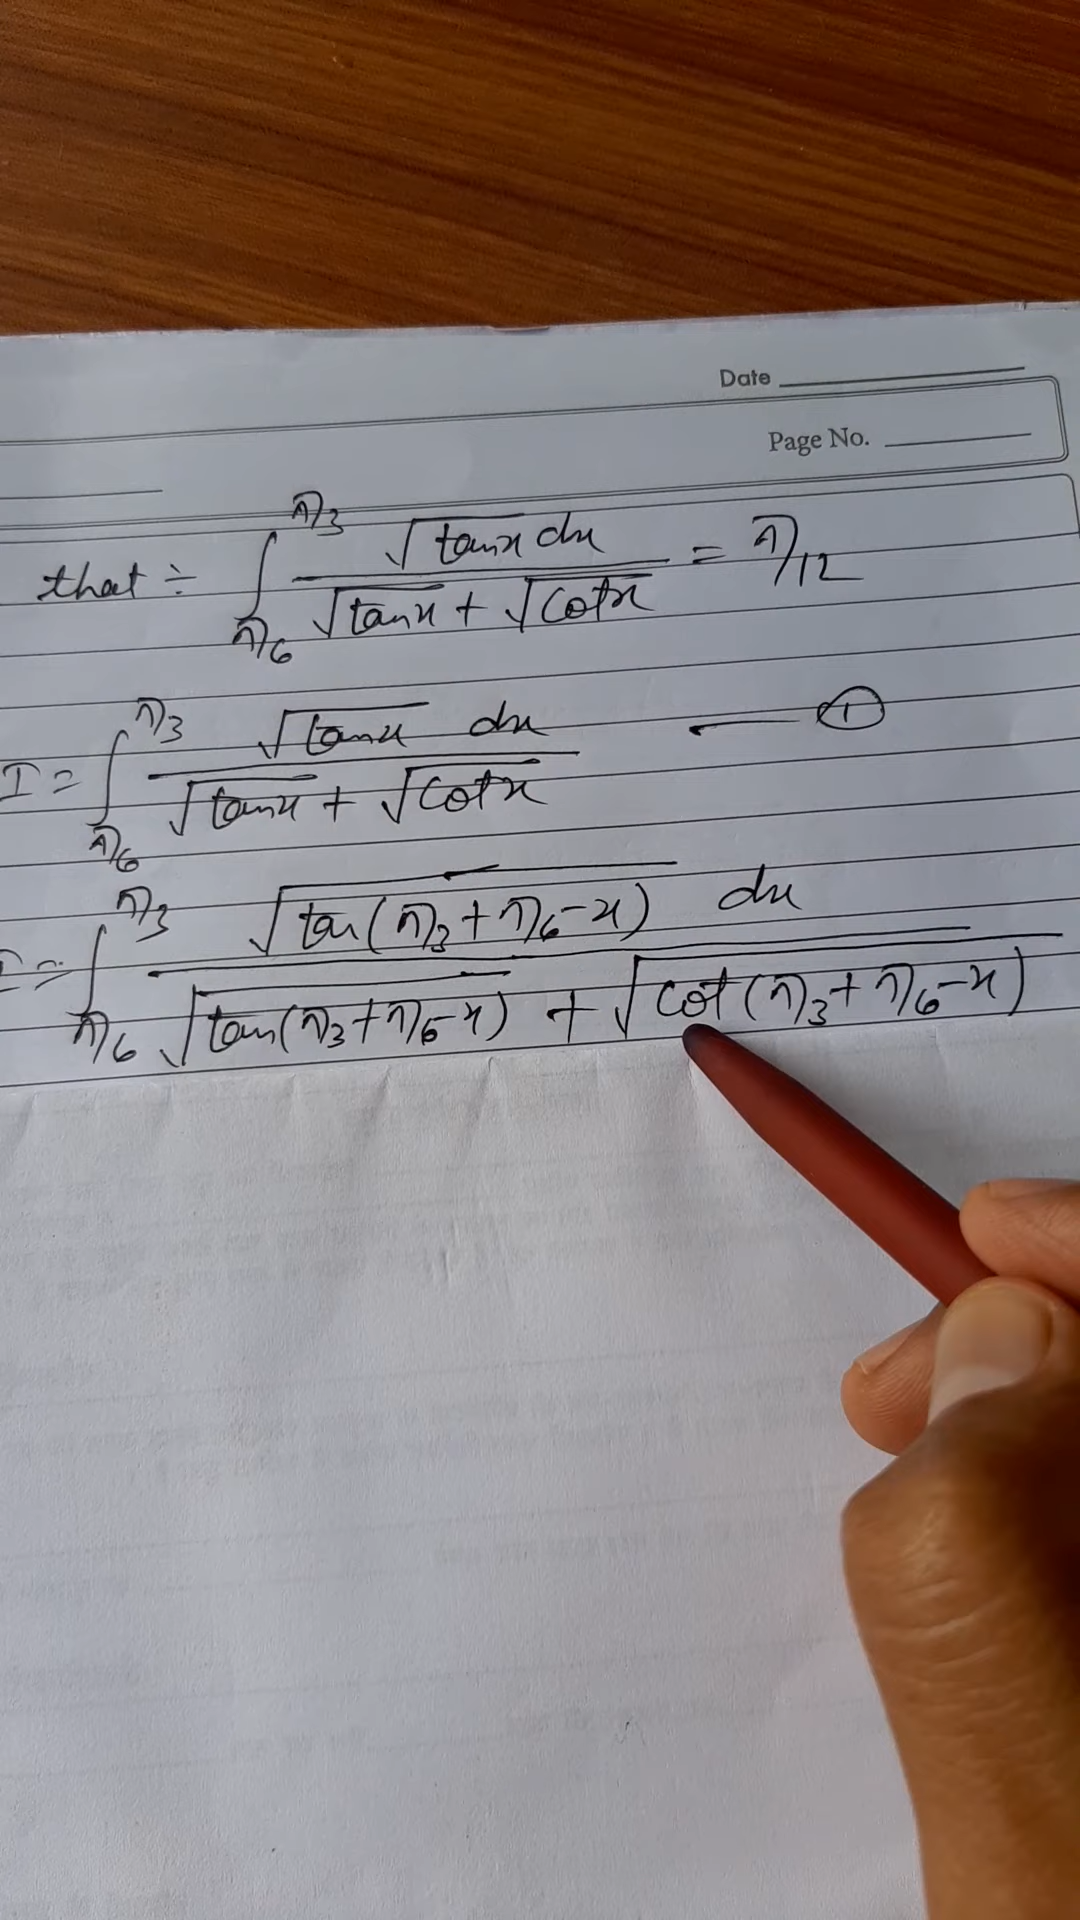 Date
Page No.
that ÷ ∫_{π/6}^{π/3} √tanx dx / (√tanx + √cotx) = π/12
I = ∫_{π/6}^{π/3} √tanx dx / (√tanx + √cotx) — ①
I = ∫_{π/6}^{π/3} √tan(π/3+π/6-x) dx / (√tan(π/3+π/6-x) + √cot(π/3+π/6-x))